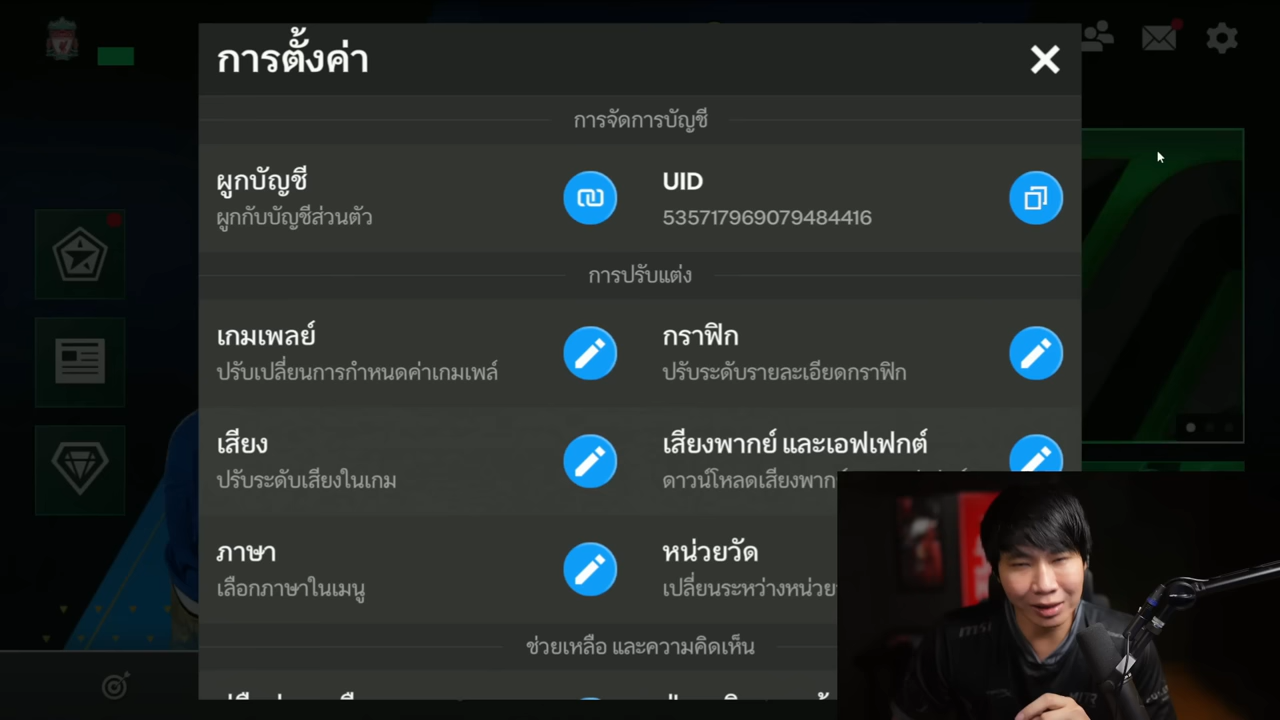 การตั้งค่า
การจัดการบัญชี
ผูกบัญชี
ผูกกับบัญชีส่วนตัว
UID
535717969079484416
การปรับแต่ง
เกมเพลย์
ปรับเปลี่ยนการกำหนดค่าเกมเพล์
กราฟิก
ปรับระดับรายละเอียดกราฟิก
เสียง
ปรับระดับเสียงในเกม
เสียงพากย์ และเอฟเฟกต์
ดาวน์โหลดเสียงพาก
ภาษา
เลือกภาษาในเมนู
หน่วยวัด
เปลี่ยนระหว่างหน่วย
ช่วยเหลือ และความคิดเห็น
msi